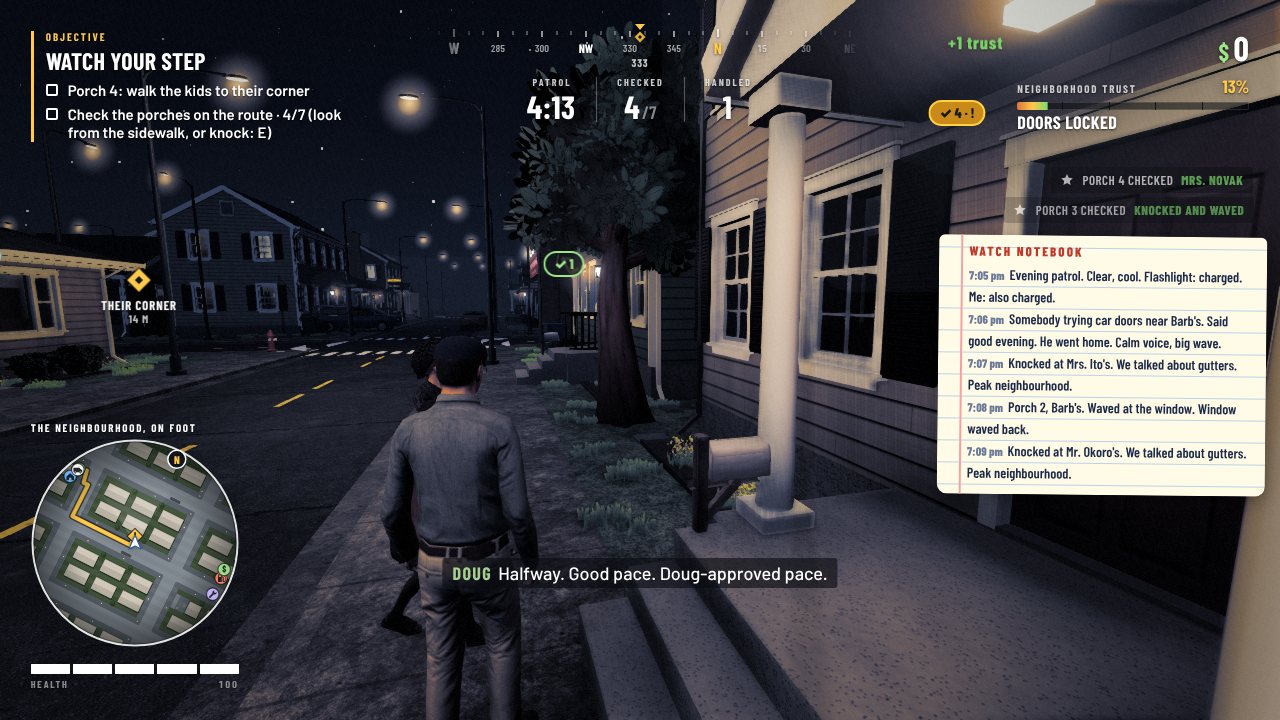 OBJECTIVE
WATCH YOUR STEP
Porch 4: walk the kids to their corner
Check the porches on the route · 4/7 (look
from the sidewalk, or knock: E)
W 285 300 NW 330 345 N 15 30 NE
333
PATROL CHECKED HANDLED
4:13 4/7 1
+1 trust
$0
NEIGHBORHOOD TRUST 13%
DOORS LOCKED
4 · !
PORCH 4 CHECKED MRS. NOVAK
PORCH 3 CHECKED KNOCKED AND WAVED
WATCH NOTEBOOK
7:05 pm Evening patrol. Clear, cool. Flashlight: charged.
Me: also charged.
7:06 pm Somebody trying car doors near Barb's. Said
good evening. He went home. Calm voice, big wave.
7:07 pm Knocked at Mrs. Ito's. We talked about gutters.
Peak neighbourhood.
7:08 pm Porch 2, Barb's. Waved at the window. Window
waved back.
7:09 pm Knocked at Mr. Okoro's. We talked about gutters.
Peak neighbourhood.
1
THEIR CORNER
14 M
THE NEIGHBOURHOOD, ON FOOT
N
$
DOUG Halfway. Good pace. Doug-approved pace.
HEALTH 100